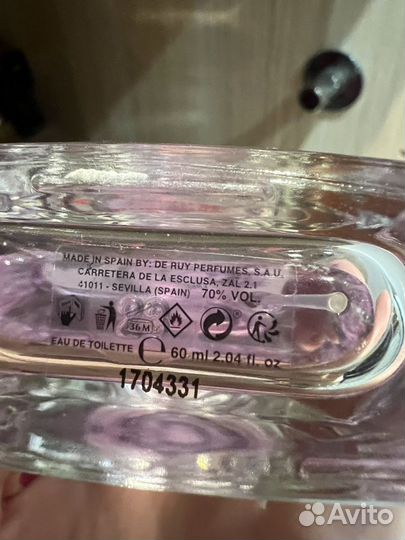 MADE IN SPAIN BY: DE RUY PERFUMES, S.A.U.
CARRETERA DE LA ESCLUSA, ZAL 2.1
41011 - SEVILLA (SPAIN) 70% VOL.
36 M
EAU DE TOILETTE e 60 ml 2.04 fl. oz
1704331
Avito